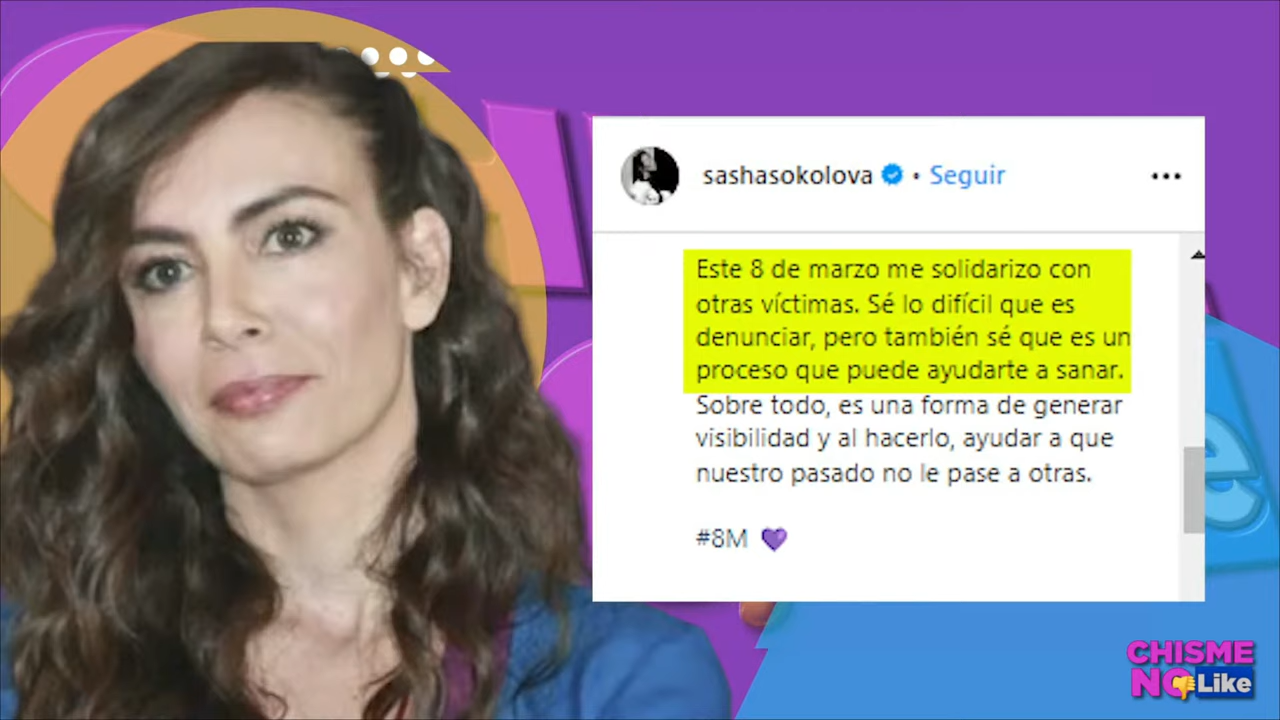 sashasokolova • Seguir
Este 8 de marzo me solidarizo con
otras víctimas. Sé lo difícil que es
denunciar, pero también sé que es un
proceso que puede ayudarte a sanar.
Sobre todo, es una forma de generar
visibilidad y al hacerlo, ayudar a que
nuestro pasado no le pase a otras.
#8M 💜
CHISME
NO Like